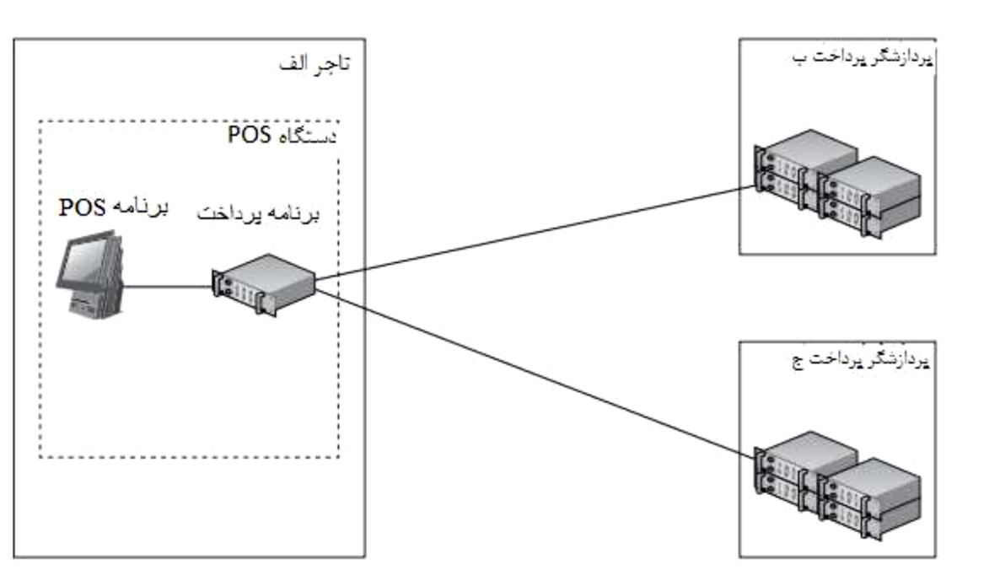 تاجر الف
دستگاه POS
برنامه POS
برنامه پرداخت
پردازشگر پرداخت ب
پردازشگر پرداخت ج